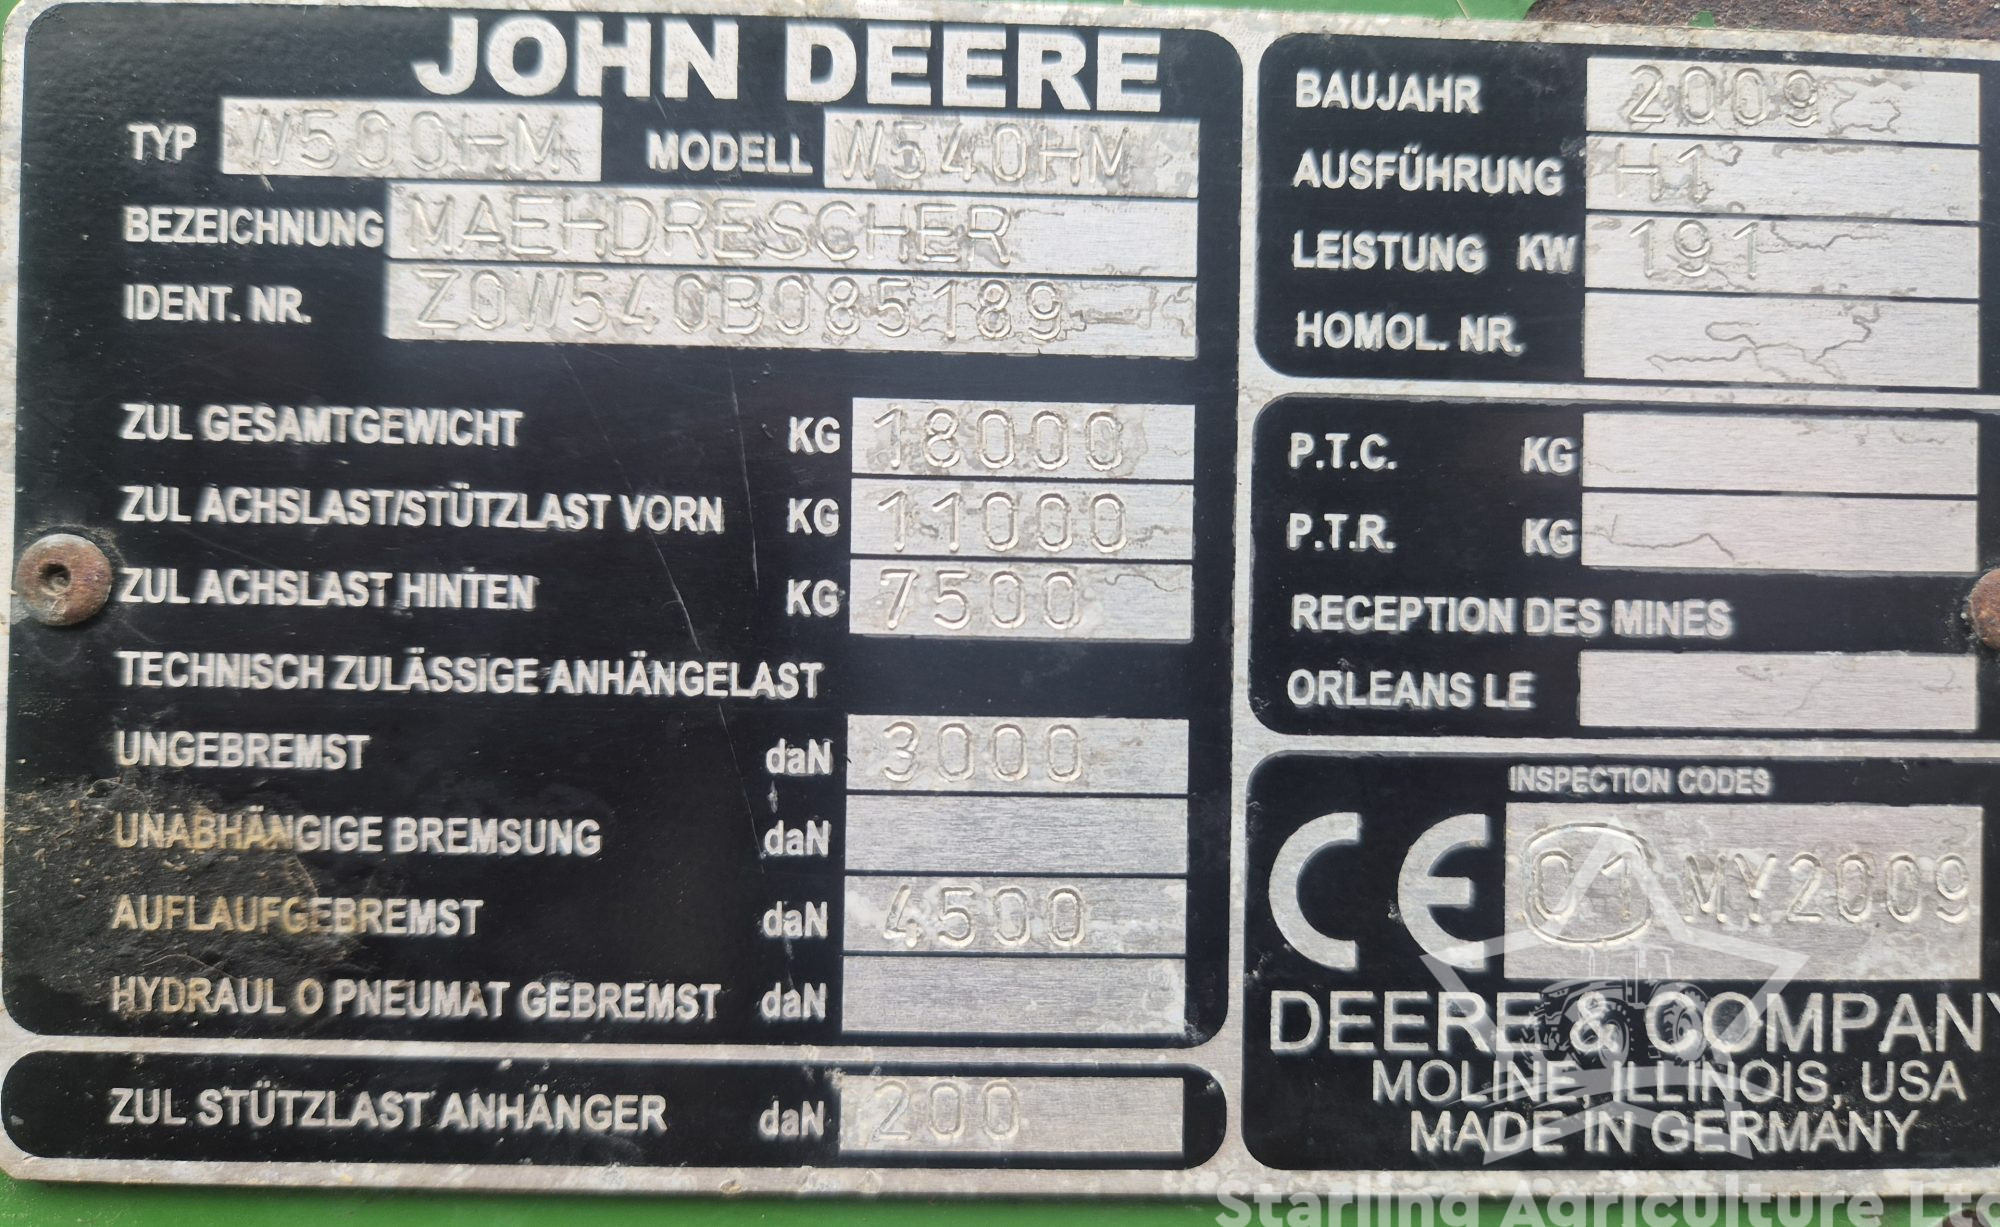 JOHN DEERE
TYP W500HM MODELL W540HM
BEZEICHNUNG MAEHDRESCHER
IDENT. NR. Z0W540B085189
ZUL GESAMTGEWICHT KG 18000
ZUL ACHSLAST/STÜTZLAST VORN KG 11000
ZUL ACHSLAST HINTEN KG 7500
TECHNISCH ZULÄSSIGE ANHÄNGELAST
UNGEBREMST daN 3000
UNABHÄNGIGE BREMSUNG daN
AUFLAUFGEBREMST daN 4500
HYDRAUL O PNEUMAT GEBREMST daN
ZUL STÜTZLAST ANHÄNGER daN 200
BAUJAHR 2009
AUSFÜHRUNG H1
LEISTUNG KW 191
HOMOL. NR.
P.T.C. KG
P.T.R. KG
RECEPTION DES MINES
ORLEANS LE
INSPECTION CODES
CE 01 MY2009
DEERE & COMPANY
MOLINE, ILLINOIS, USA
MADE IN GERMANY
Starling Agriculture Ltd